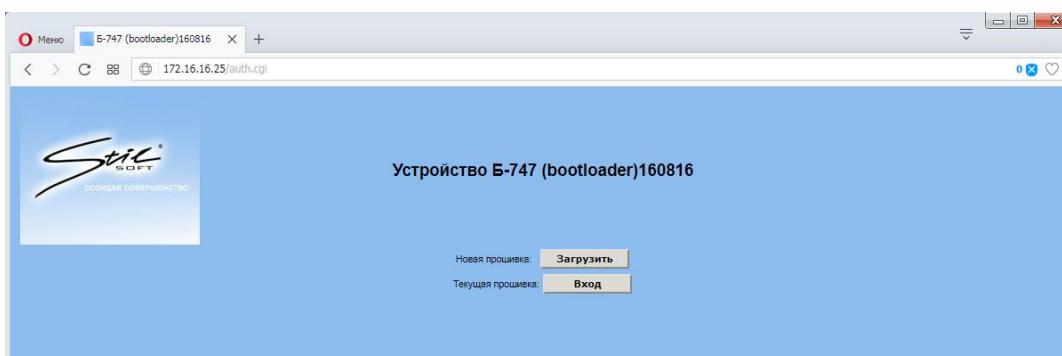 Меню
Б-747 (bootloader)160816
172.16.16.25/auth.cgi
0
Stil
SOFT
СОЗИДАЯ СОВЕРШЕНСТВО
Устройство Б-747 (bootloader)160816
Новая прошивка: Загрузить
Текущая прошивка: Вход